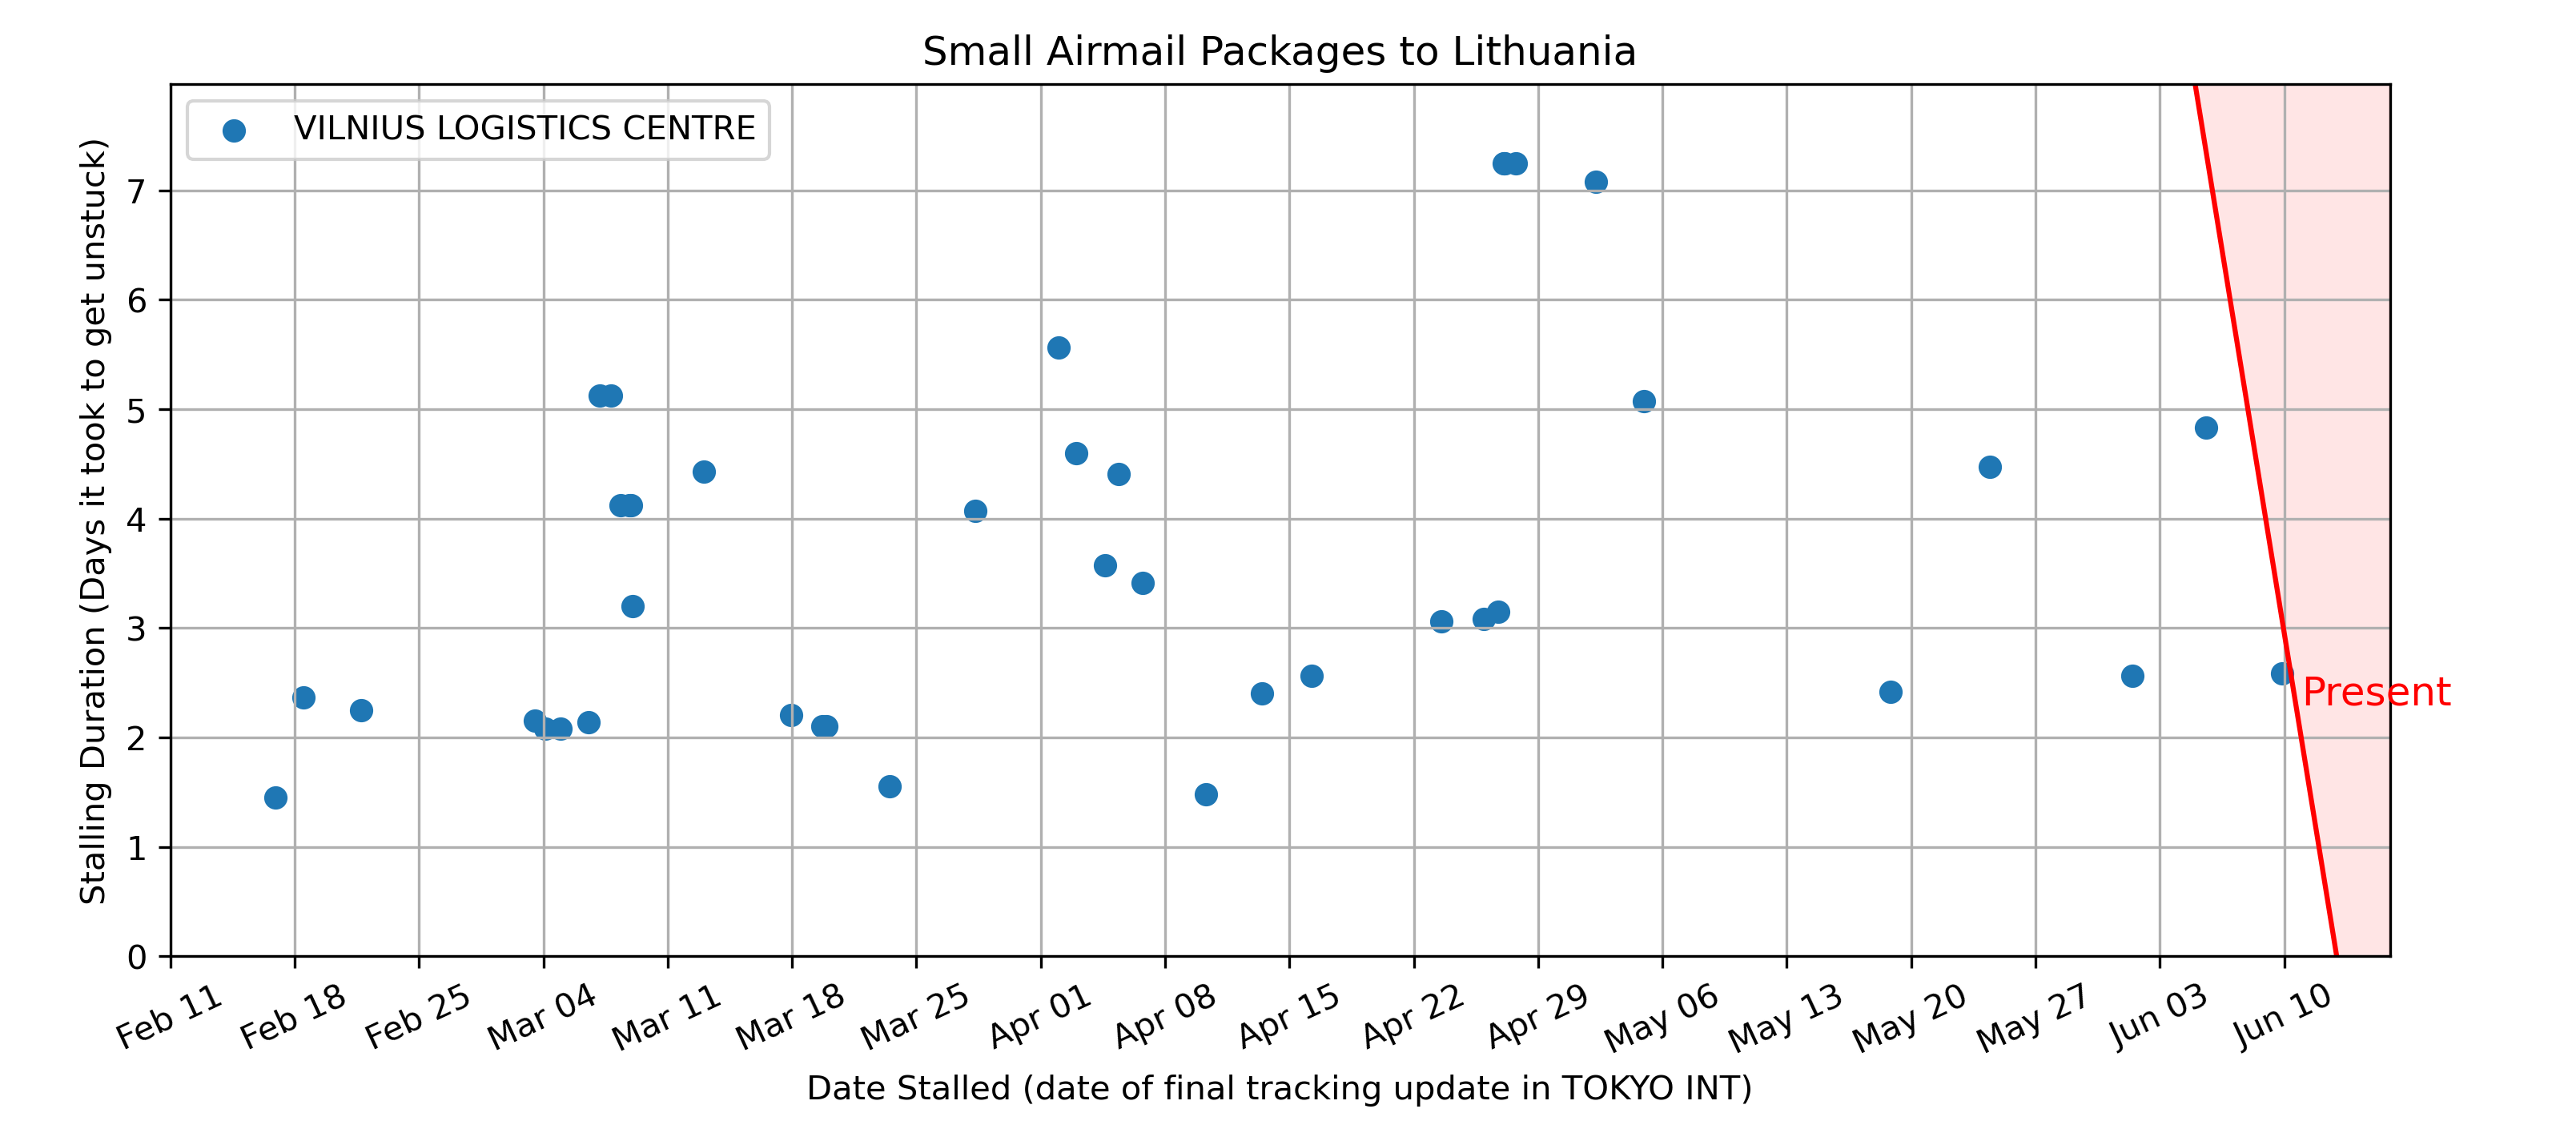 Small Airmail Packages to Lithuania
VILNIUS LOGISTICS CENTRE
Stalling Duration (Days it took to get unstuck)
7
6
5
4
3
2
1
0
Present
Feb 11
Feb 18
Feb 25
Mar 04
Mar 11
Mar 18
Mar 25
Apr 01
Apr 08
Apr 15
Apr 22
Apr 29
May 06
May 13
May 20
May 27
Jun 03
Jun 10
Date Stalled (date of final tracking update in TOKYO INT)